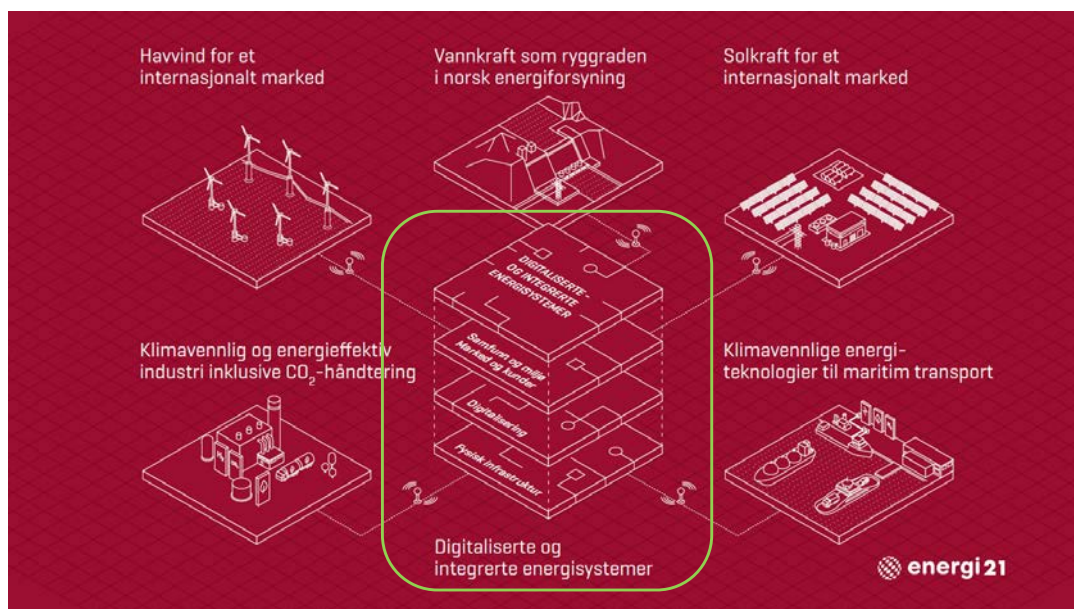 Havvind for et
internasjonalt marked
Vannkraft som ryggraden
i norsk energiforsyning
Solkraft for et
internasjonalt marked
DIGITALISERTE-
OG INTEGRERTE
ENERGISYSTEMER
Samfunn og miljø
Marked og kunder
Digitalisering
Fysisk infrastruktur
Klimavennlig og energieffektiv
industri inklusive CO₂-håndtering
Klimavennlige energi-
teknologier til maritim transport
Digitaliserte og
integrerte energisystemer
energi21